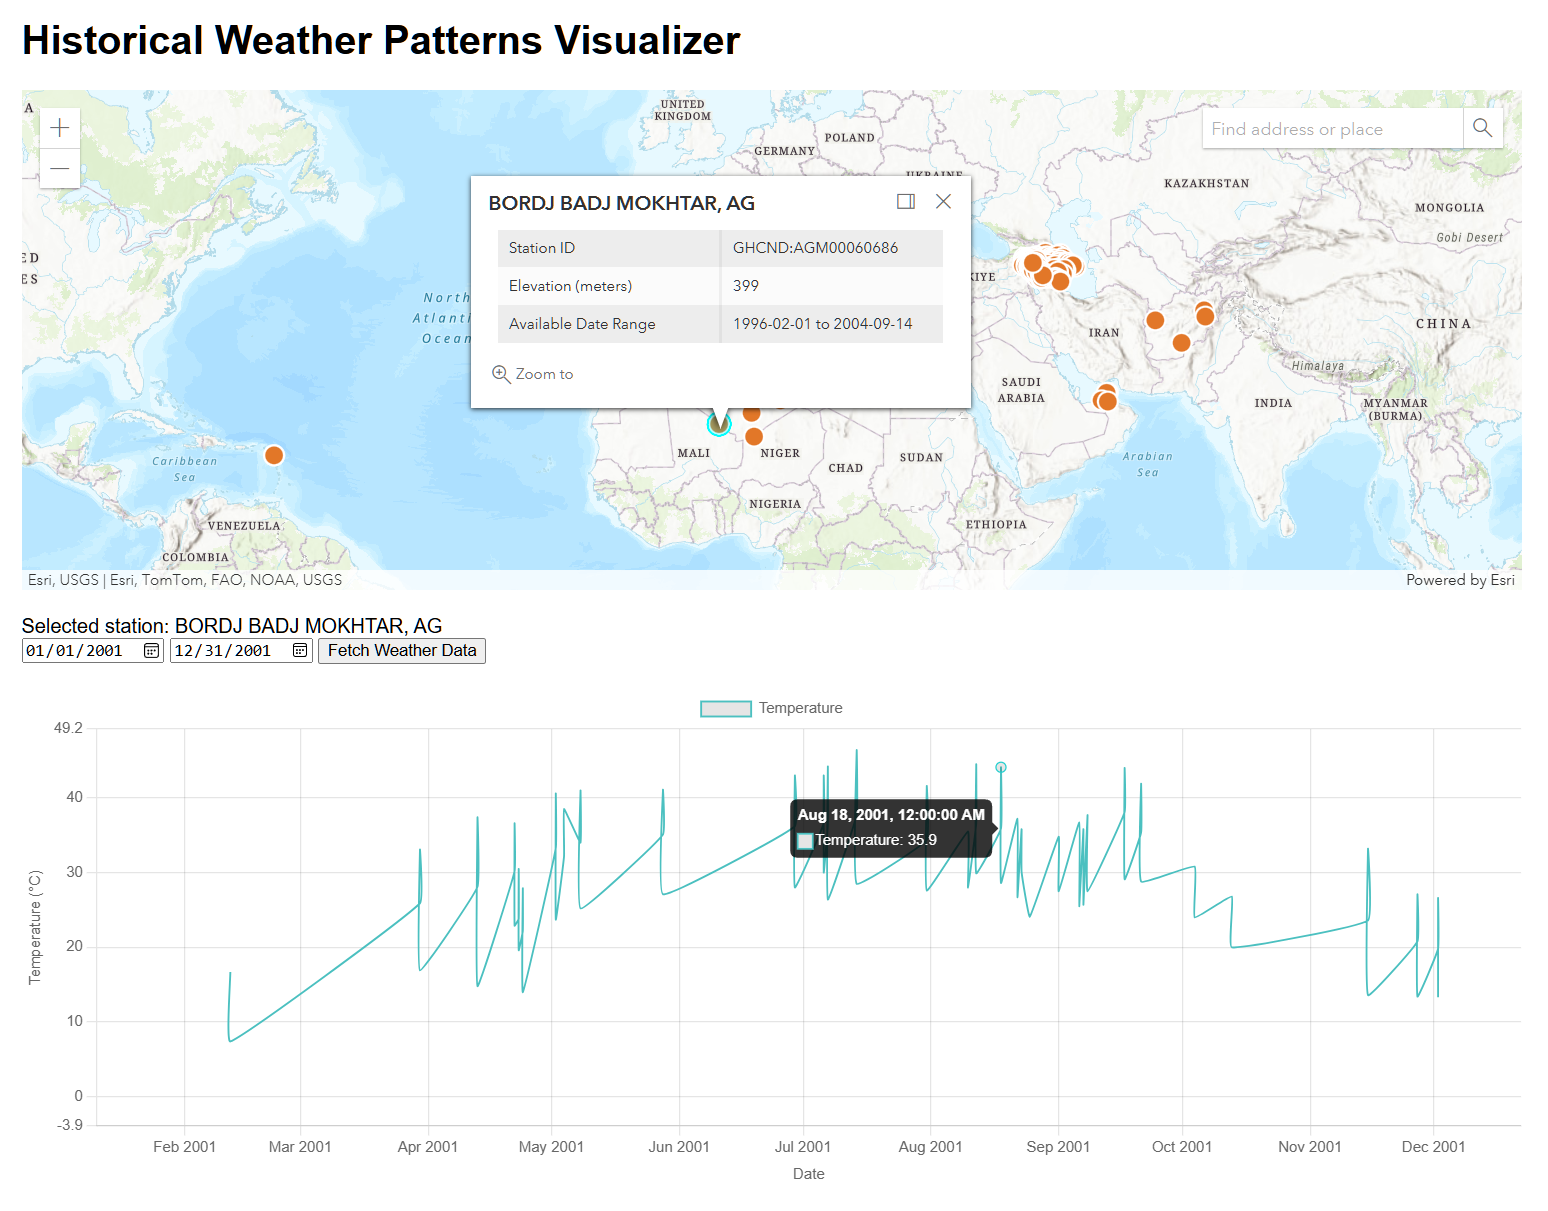 Historical Weather Patterns Visualizer
A
UNITED
KINGDOM
POLAND
GERMANY
UKRAINE
Find address or place
KAZAKHSTAN
MONGOLIA
Gobi Desert
BORDJ BADJ MOKHTAR, AG
Station ID GHCND:AGM00060686
Elevation (meters) 399
Available Date Range 1996-02-01 to 2004-09-14
Zoom to
ED
ES
North
Atlanti
Ocean
KIYE
IRAN
CHINA
Himalaya
SAUDI
ARABIA
INDIA
MYANMAR
(BURMA)
Caribbean
Sea
MALI
NIGER
CHAD
SUDAN
Arabian
Sea
NIGERIA
ETHIOPIA
VENEZUELA
COLOMBIA
Esri, USGS | Esri, TomTom, FAO, NOAA, USGS
Powered by Esri
Selected station: BORDJ BADJ MOKHTAR, AG
01/01/2001 12/31/2001 Fetch Weather Data
Temperature
49.2
40
30
20
10
0
-3.9
Temperature (°C)
Aug 18, 2001, 12:00:00 AM
Temperature: 35.9
Feb 2001 Mar 2001 Apr 2001 May 2001 Jun 2001 Jul 2001 Aug 2001 Sep 2001 Oct 2001 Nov 2001 Dec 2001
Date